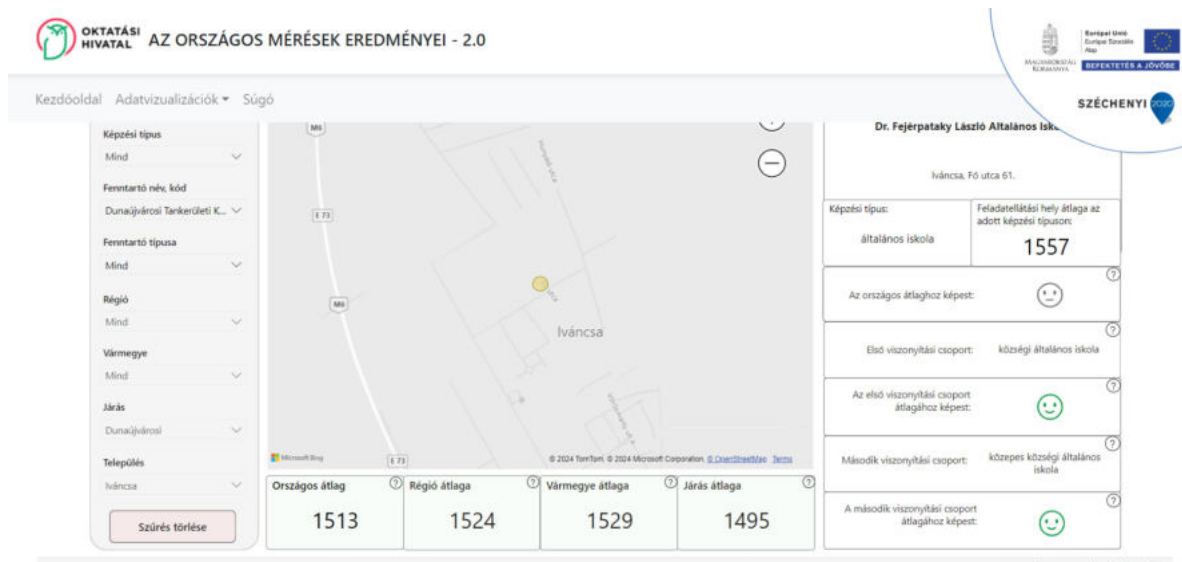 OKTATÁSI
HIVATAL
AZ ORSZÁGOS MÉRÉSEK EREDMÉNYEI - 2.0
MAGYARORSZÁG
KORMÁNYA
Európai Unió
Európai Szociális
Alap
BEFEKTETÉS A JÖVŐBE
SZÉCHENYI 2020
Kezdőoldal Adatvizualizációk Súgó
Képzési típus
Mind
Fenntartó név, kód
Dunaújvárosi Tankerületi K...
Fenntartó típusa
Mind
Régió
Mind
Vármegye
Mind
Járás
Dunaújvárosi
Település
Iváncsa
Szűrés törlése
M6
Hunyadi utca
E 73
utca
M6
Iváncsa
E 73
Microsoft Bing
© 2024 TomTom, © 2024 Microsoft Corporation, © OpenStreetMap Terms
Országos átlag ?
1513
Régió átlaga ?
1524
Vármegye átlaga ?
1529
Járás átlaga ?
1495
Dr. Fejérpataky László Általános Isk
Iváncsa, Fő utca 61.
Képzési típus:
általános iskola
Feladatellátási hely átlaga az
adott képzési típuson:
1557
Az országos átlaghoz képest: ?
Első viszonyítási csoport: községi általános iskola ?
Az első viszonyítási csoport ?
átlagához képest:
Második viszonyítási csoport: közepes községi általános ?
iskola
A második viszonyítási csoport ?
átlagához képest: